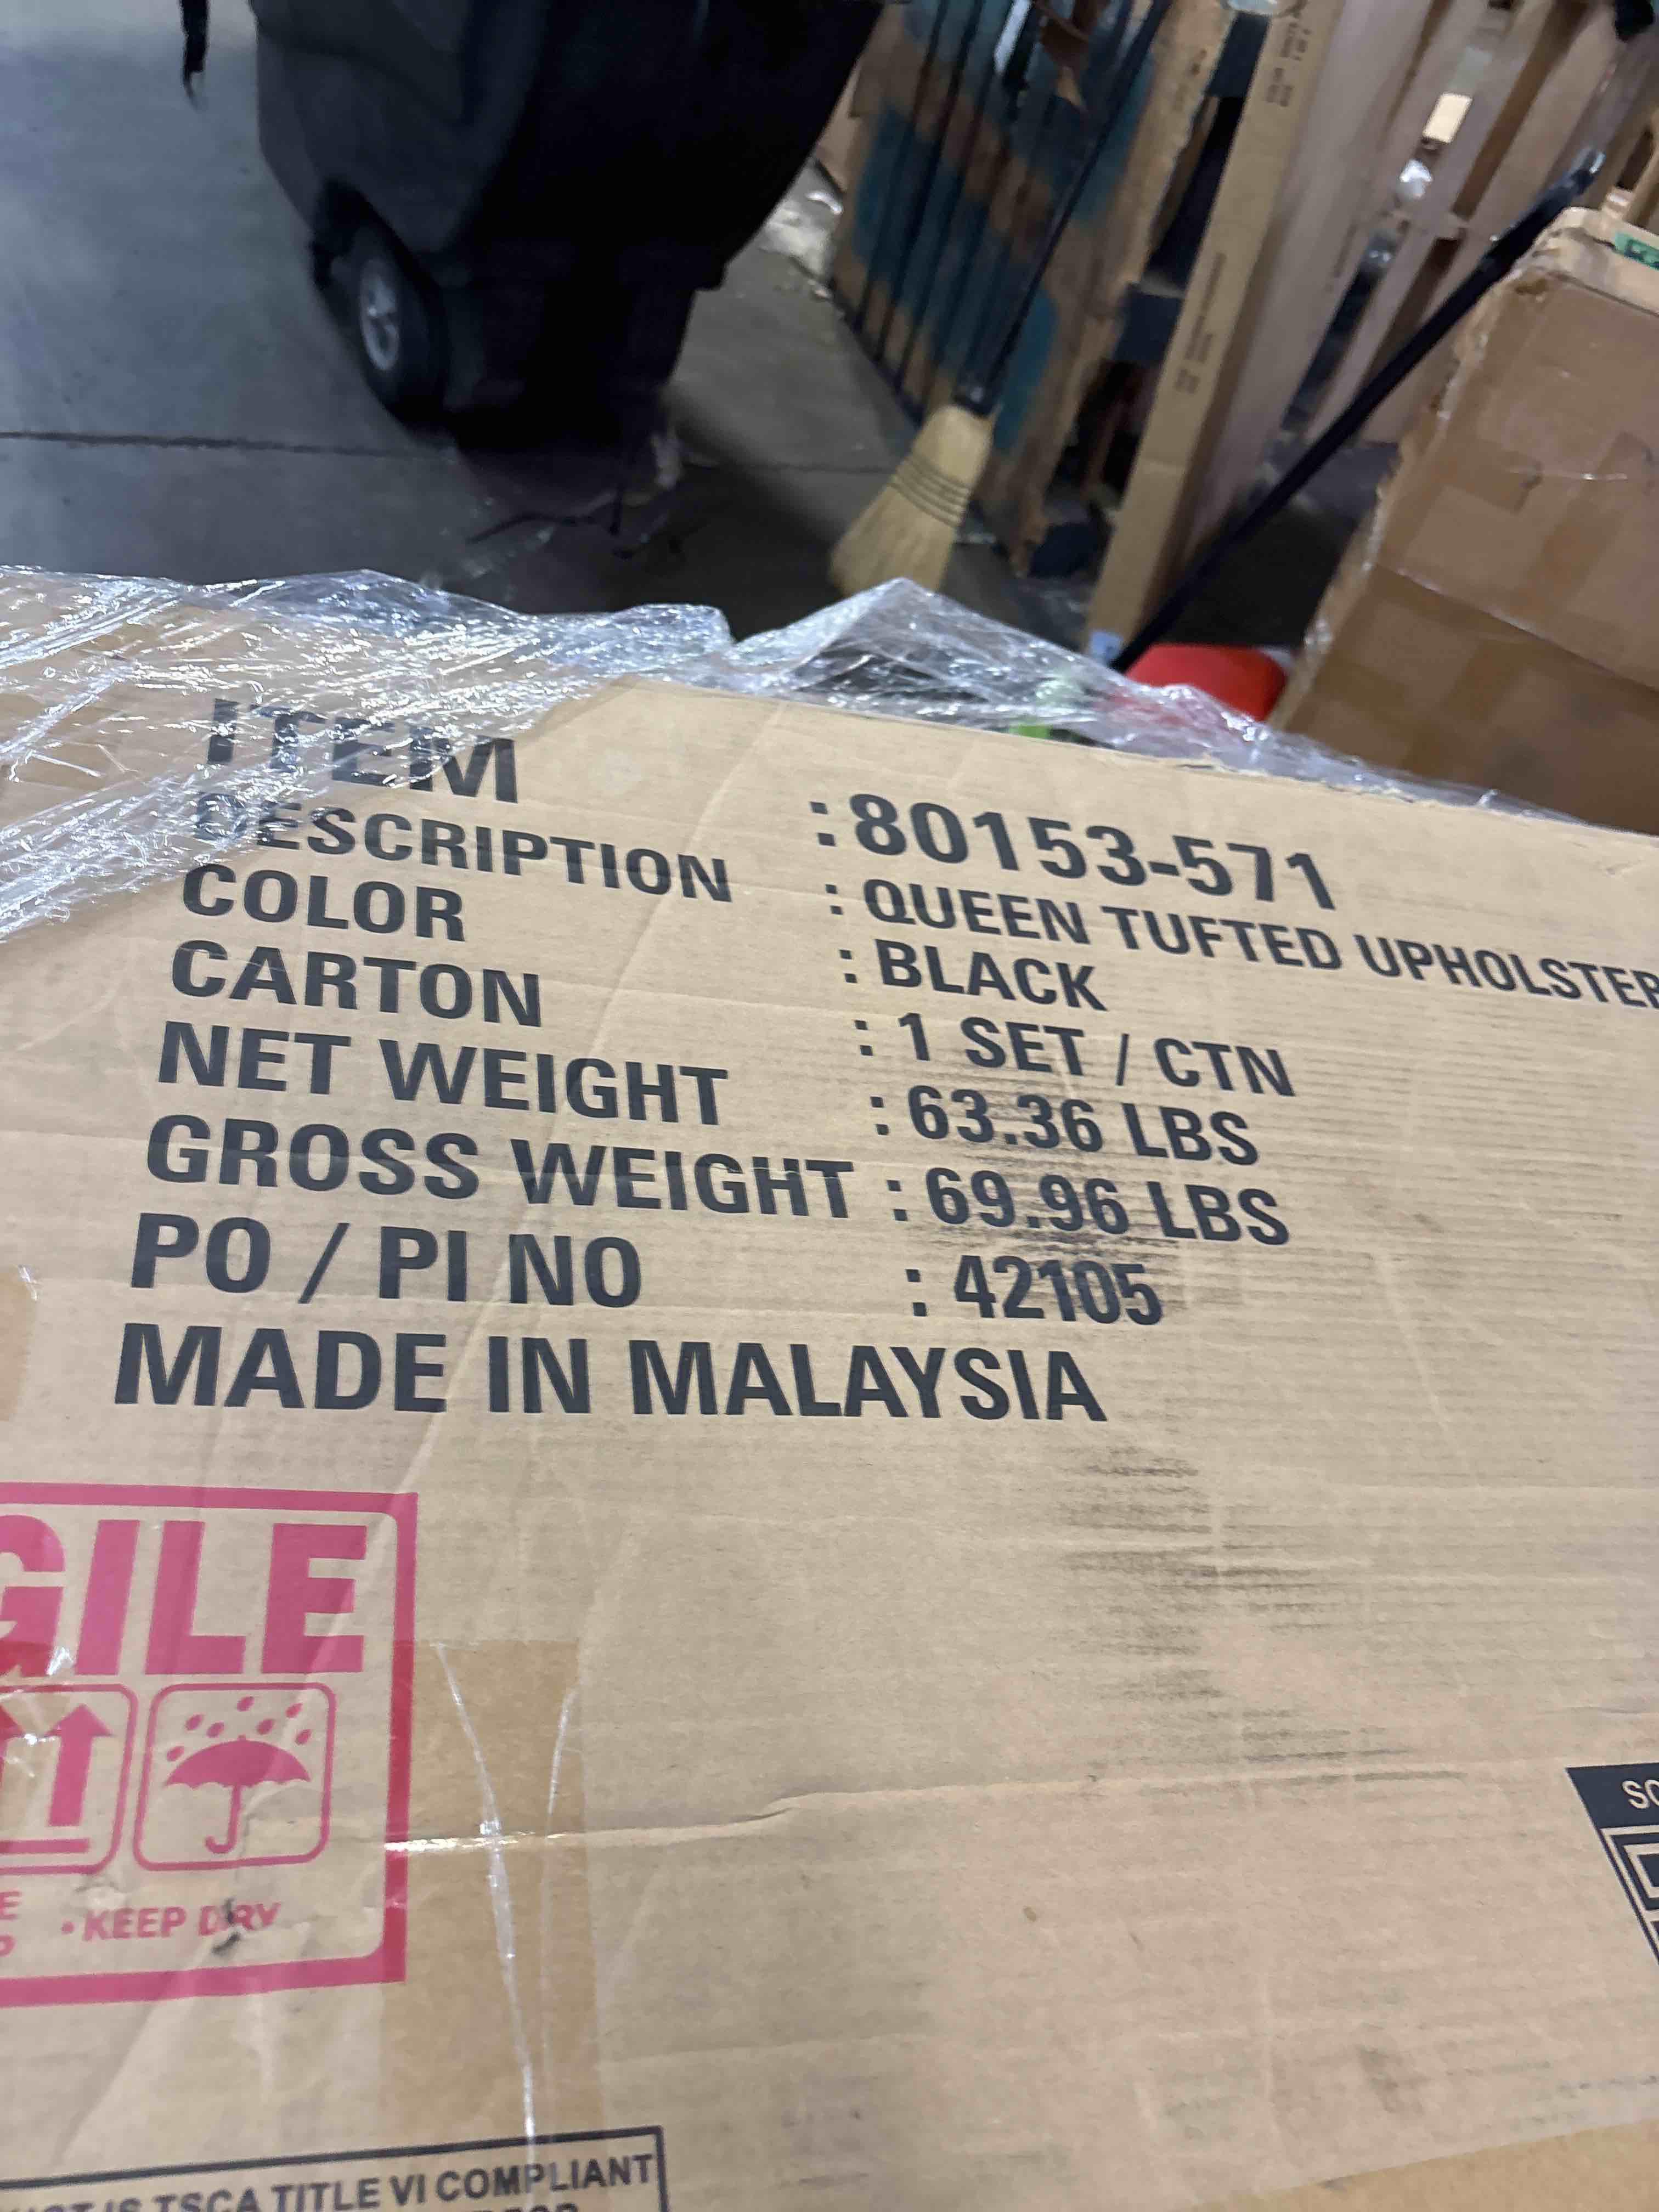 ITEM : 80153-571
DESCRIPTION : QUEEN TUFTED UPHOLSTER
COLOR : BLACK
CARTON : 1 SET / CTN
NET WEIGHT : 63.36 LBS
GROSS WEIGHT : 69.96 LBS
PO / PI NO : 42105
MADE IN MALAYSIA
GILE
• KEEP DRY
IS TSCA TITLE VI COMPLIANT